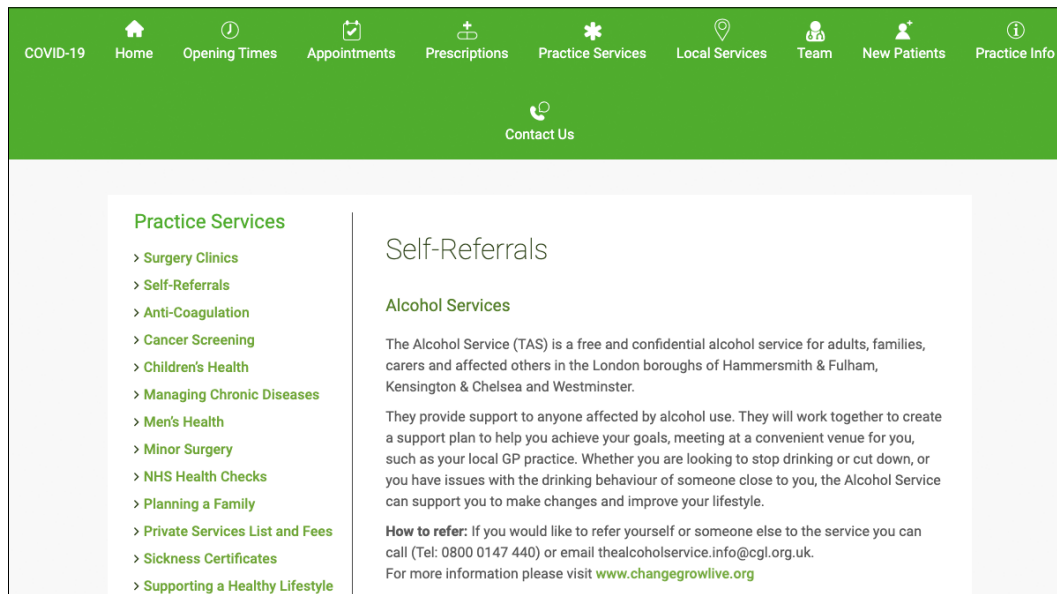 COVID-19 Home Opening Times Appointments Prescriptions Practice Services Local Services Team New Patients Practice Info
Contact Us
Practice Services
> Surgery Clinics
> Self-Referrals
> Anti-Coagulation
> Cancer Screening
> Children's Health
> Managing Chronic Diseases
> Men's Health
> Minor Surgery
> NHS Health Checks
> Planning a Family
> Private Services List and Fees
> Sickness Certificates
> Supporting a Healthy Lifestyle
Self-Referrals
Alcohol Services
The Alcohol Service (TAS) is a free and confidential alcohol service for adults, families,
carers and affected others in the London boroughs of Hammersmith & Fulham,
Kensington & Chelsea and Westminster.
They provide support to anyone affected by alcohol use. They will work together to create
a support plan to help you achieve your goals, meeting at a convenient venue for you,
such as your local GP practice. Whether you are looking to stop drinking or cut down, or
you have issues with the drinking behaviour of someone close to you, the Alcohol Service
can support you to make changes and improve your lifestyle.
How to refer: If you would like to refer yourself or someone else to the service you can
call (Tel: 0800 0147 440) or email thealcoholservice.info@cgl.org.uk.
For more information please visit www.changegrowlive.org